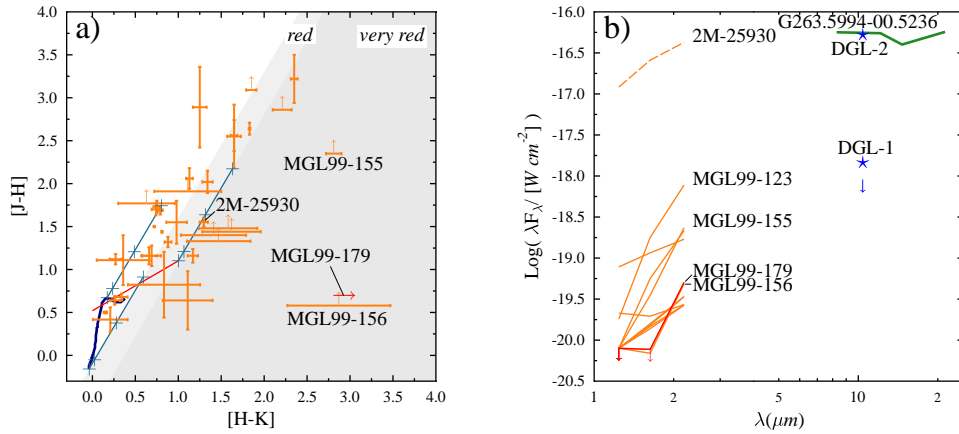 a)
red
very red
4.0
3.5
3.0
2.5
2.0
1.5
1.0
0.5
0.0
[J-H]
MGL99-155
2M-25930
MGL99-179
MGL99-156
0.0 0.5 1.0 1.5 2.0 2.5 3.0 3.5 4.0
[H-K]
b)
-16.0
-16.5
-17.0
-17.5
-18.0
-18.5
-19.0
-19.5
-20.0
-20.5
Log( λFλ/ [W cm-2] )
G263.5994-00.5236
2M-25930
DGL-2
DGL-1
MGL99-123
MGL99-155
MGL99-179
MGL99-156
1 2 10 20
λ(μm)